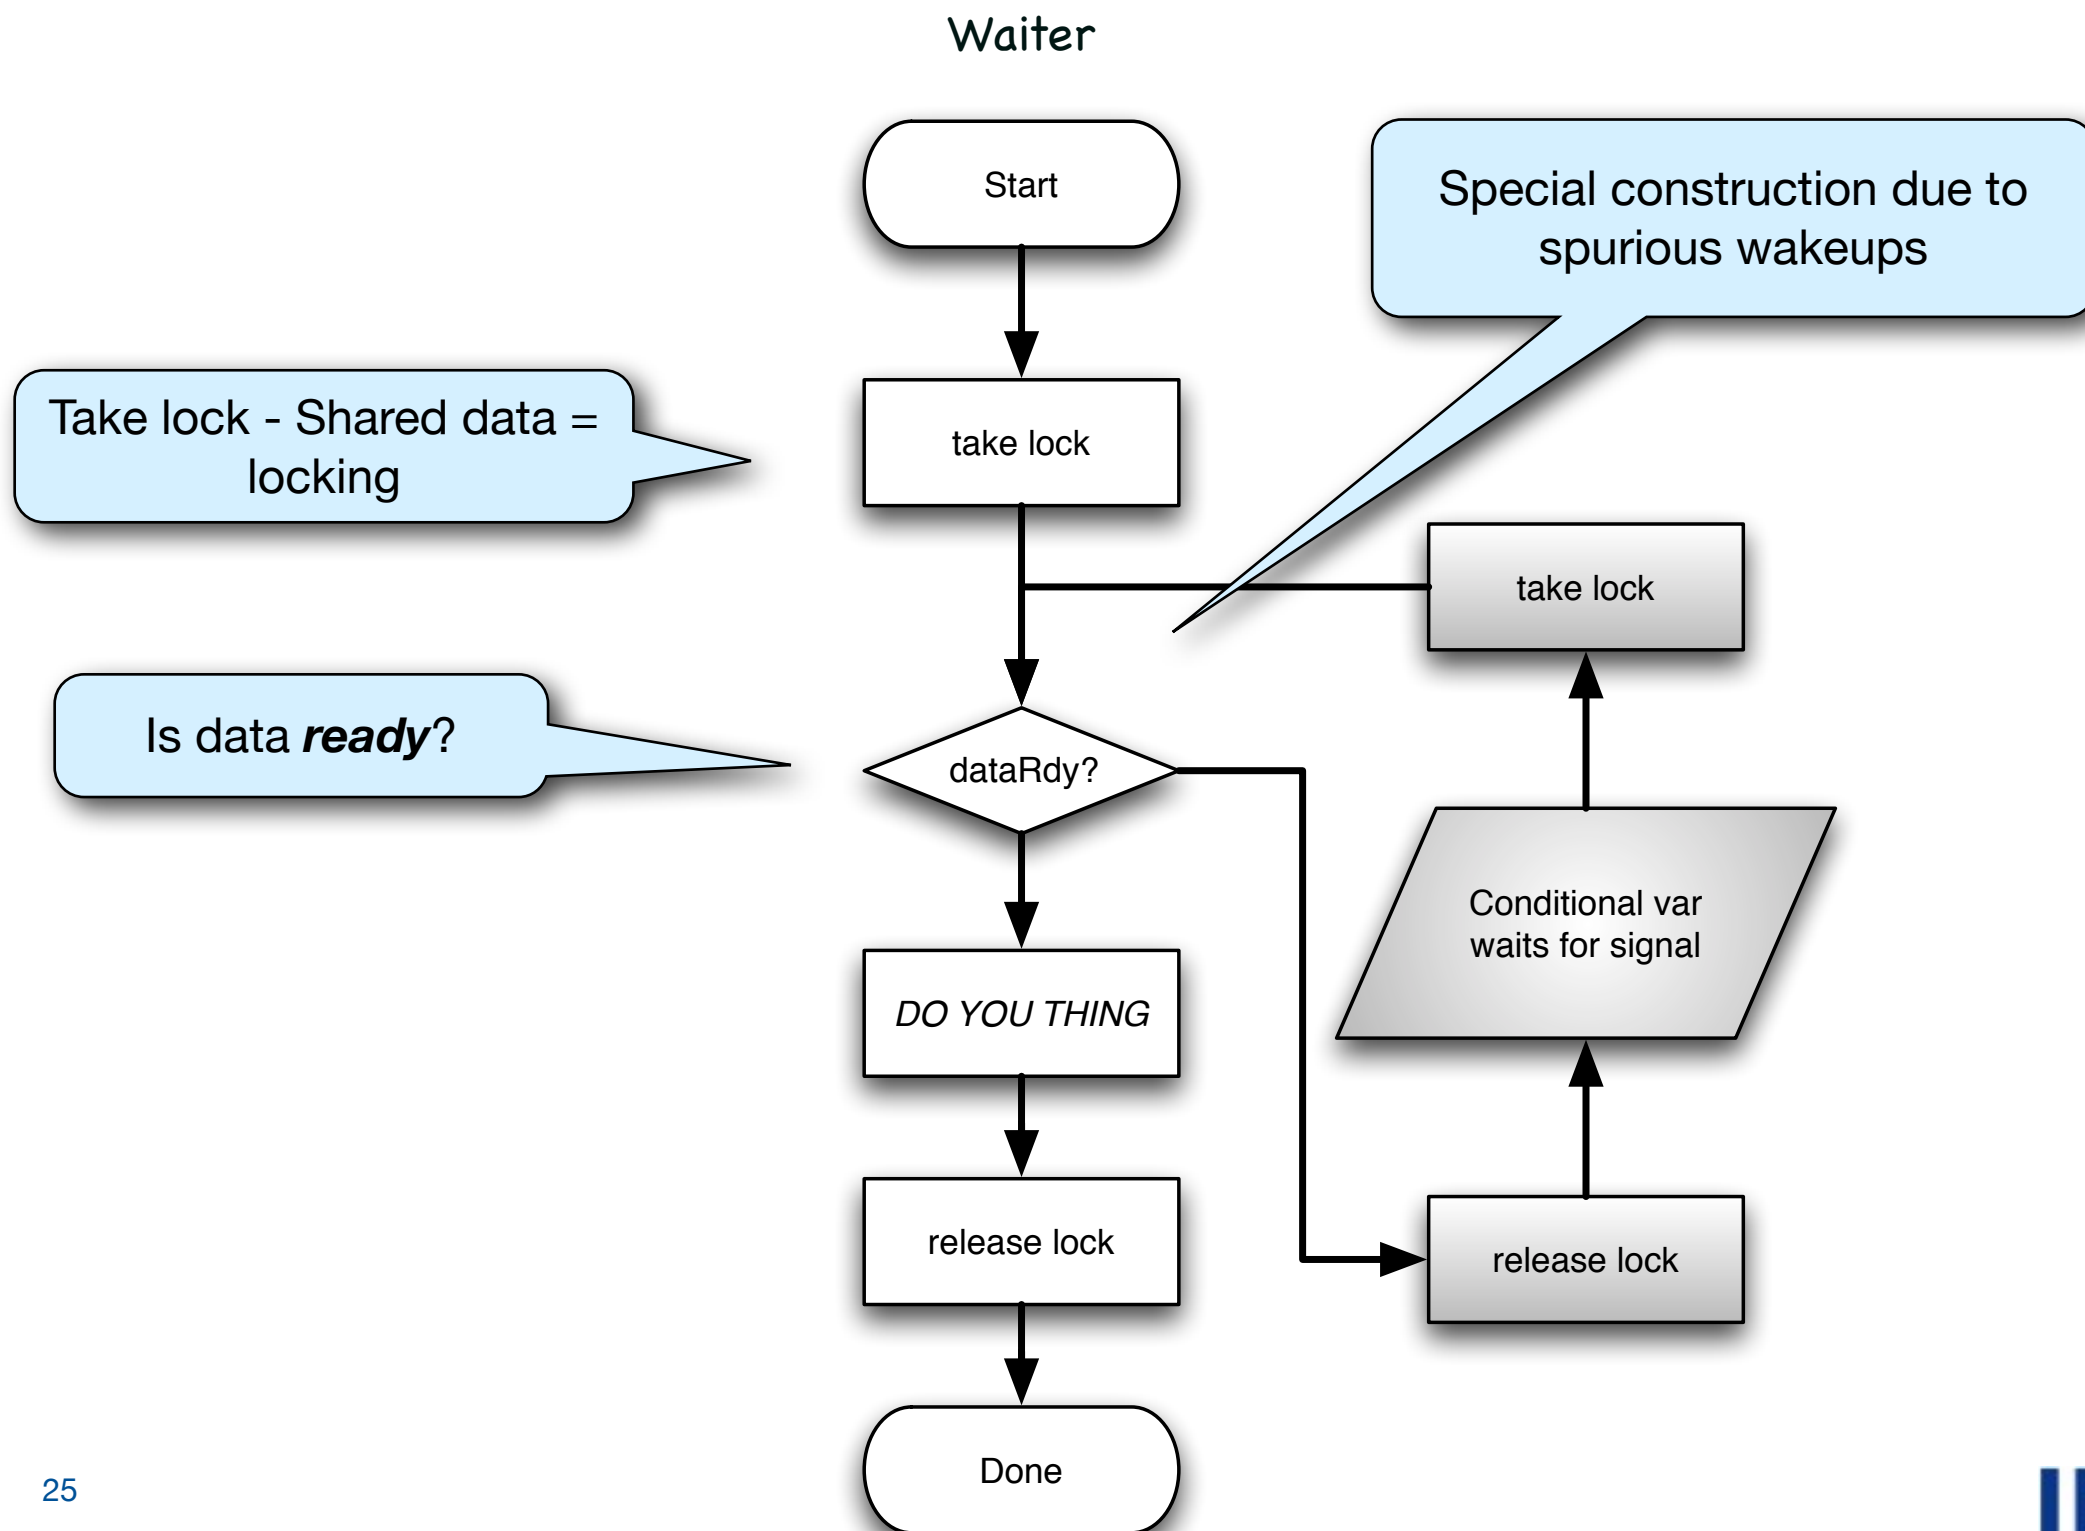 Waiter
Start
Special construction due to
spurious wakeups
Take lock - Shared data =
locking
take lock
take lock
Is data ready?
dataRdy?
Conditional var
waits for signal
DO YOU THING
release lock
release lock
Done
25